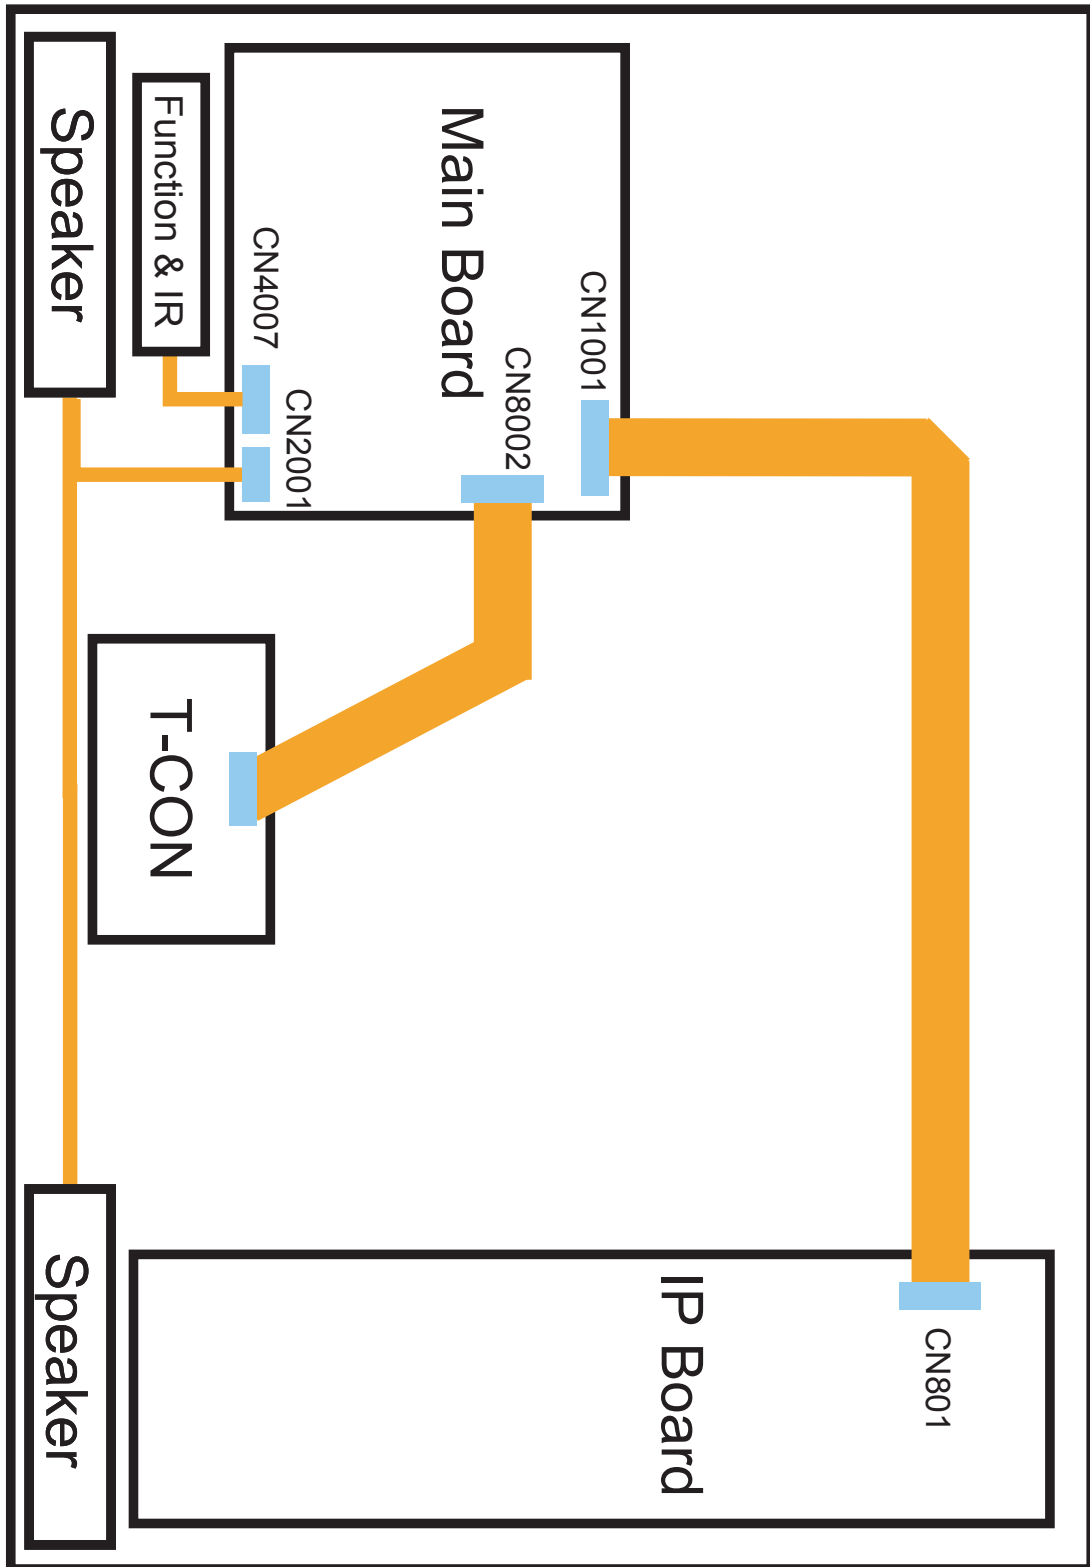 Main Board
CN1001
CN8002
CN4007
CN2001
Function & IR
Speaker
T-CON
IP Board
CN801
Speaker